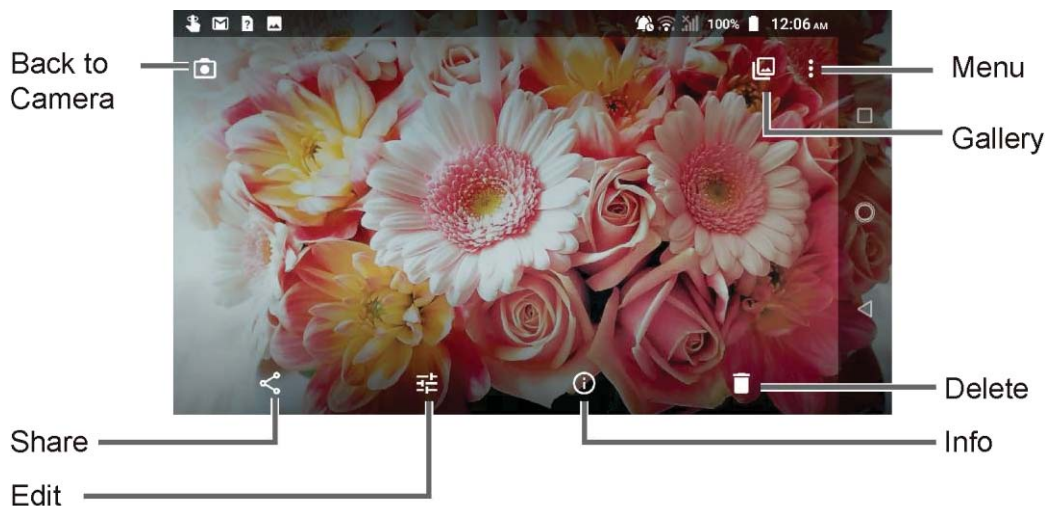 100% 12:06 AM
Back to
Camera
Menu
Gallery
Delete
Share
Info
Edit